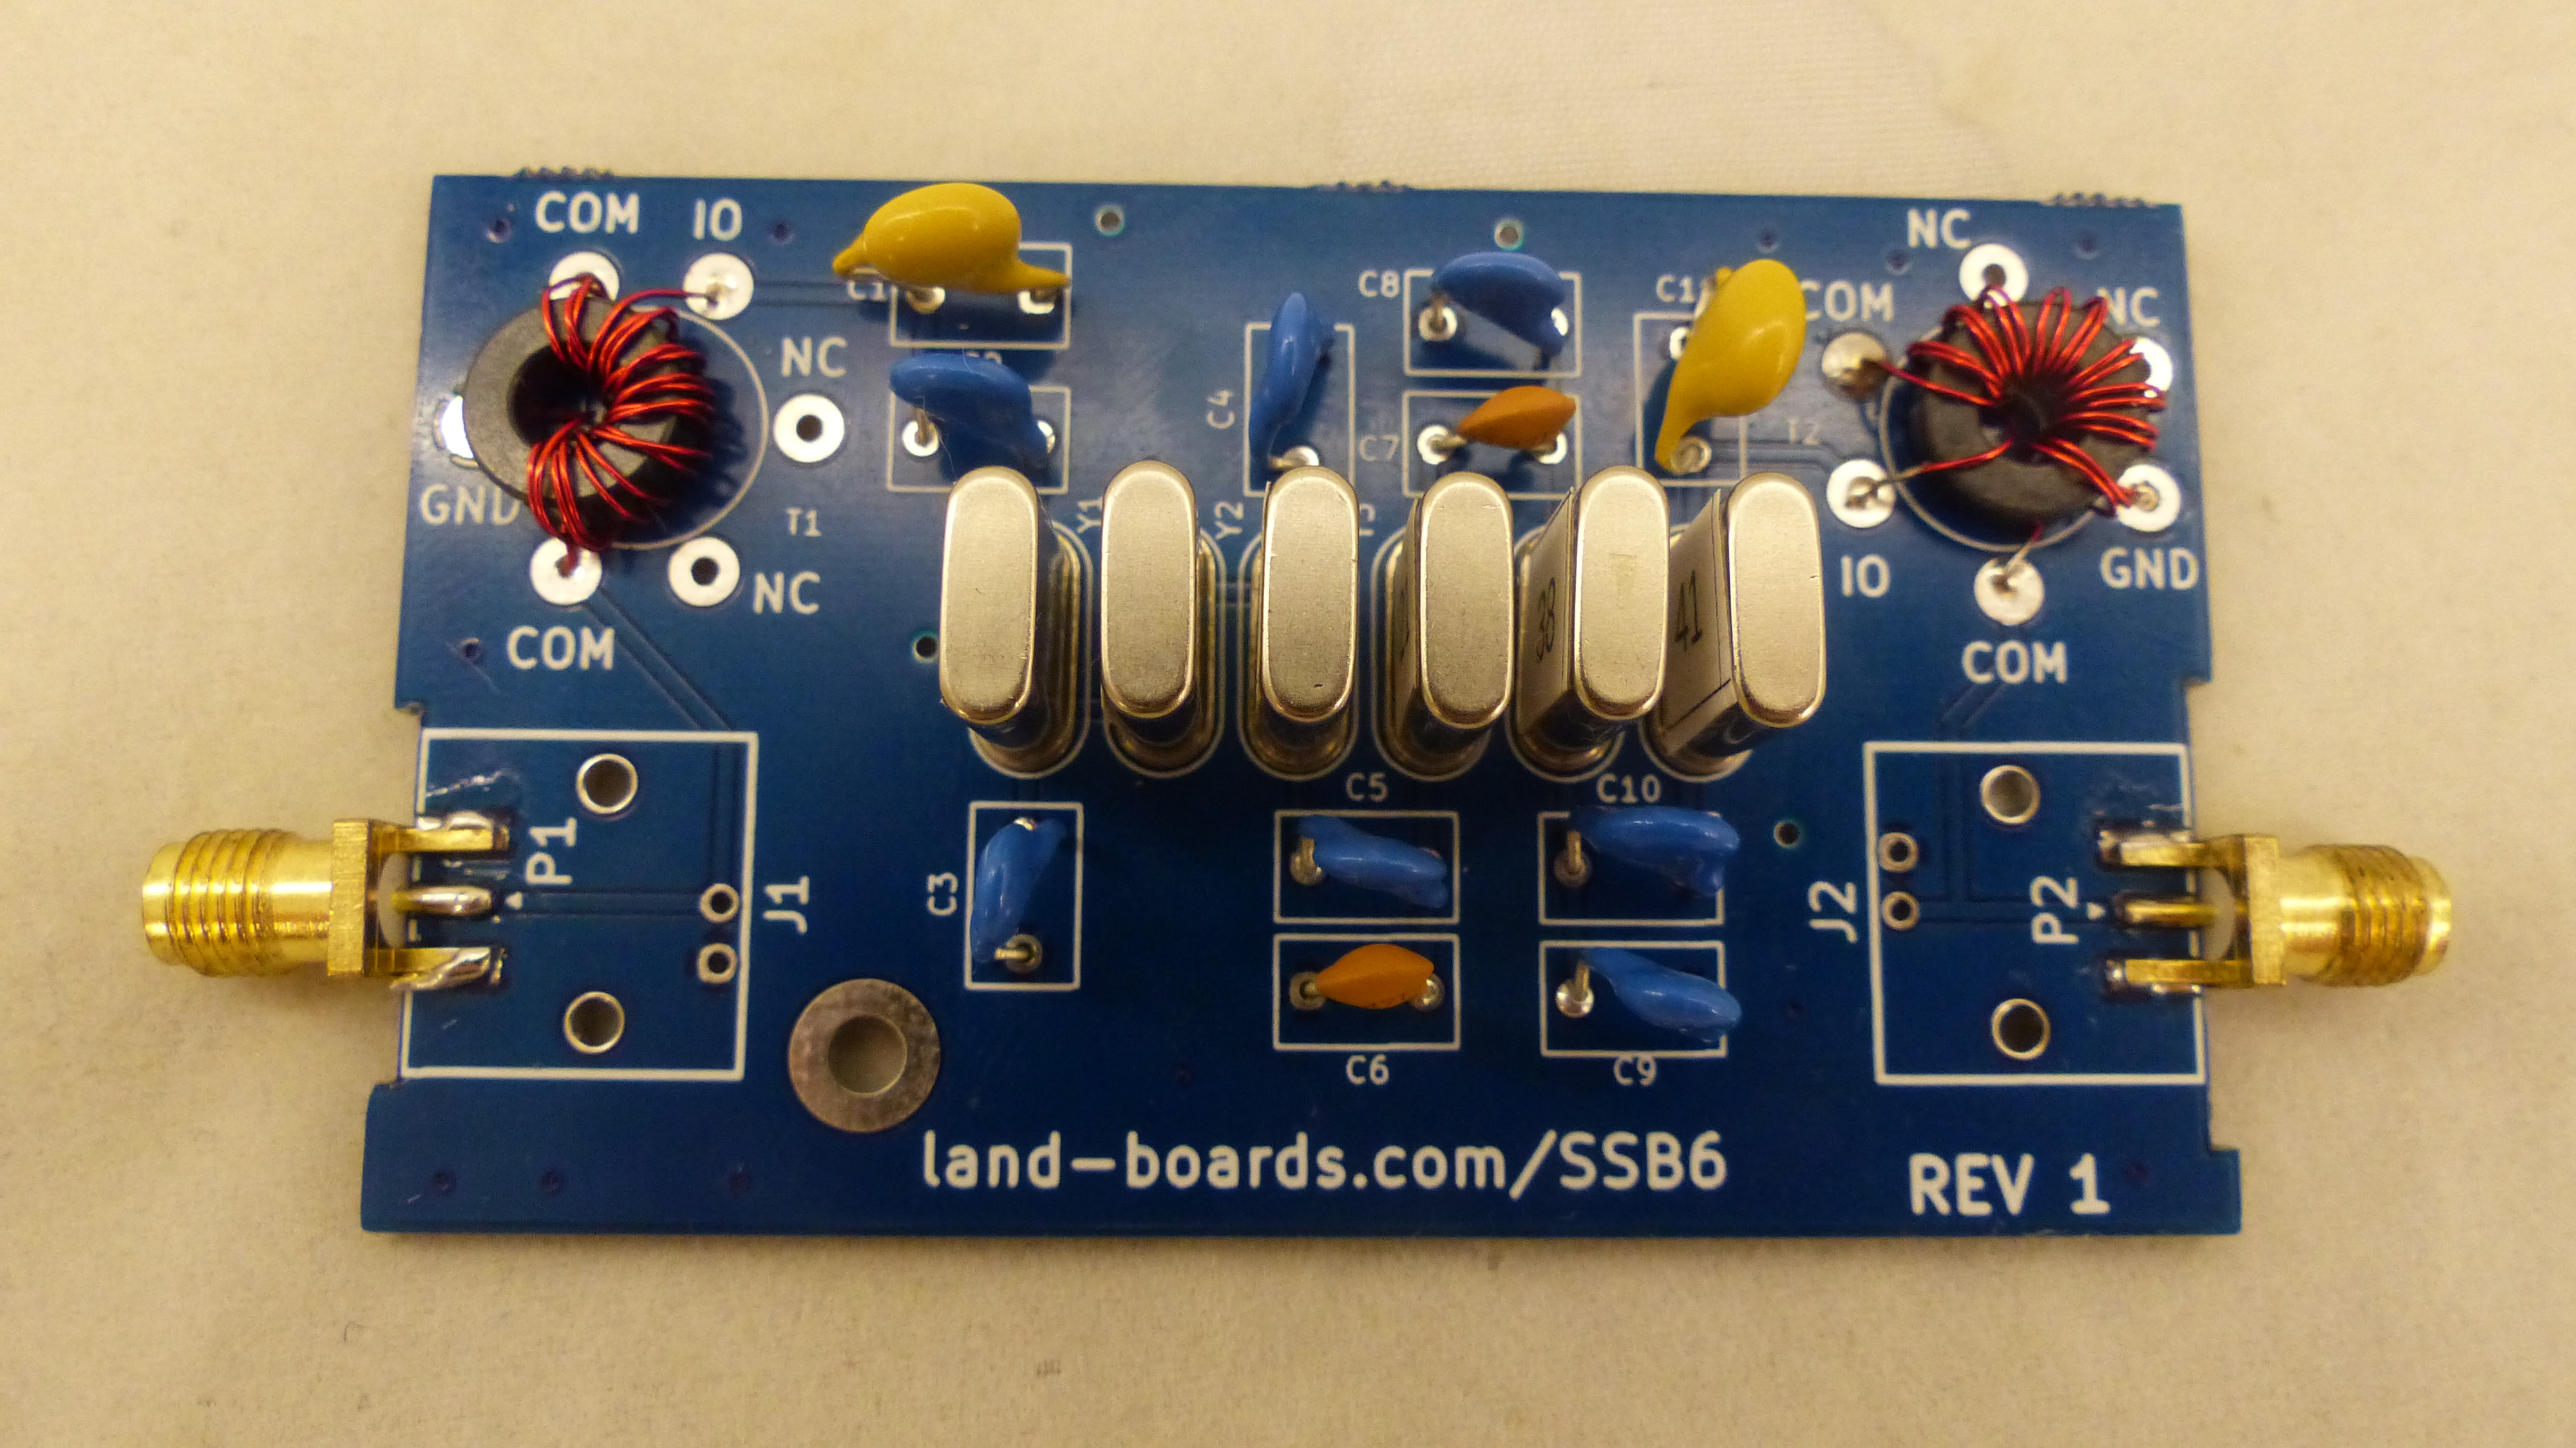 COM IO
NC
NC
C1
COM
NC
C8
C4
C7
T2
GND
T1
NC
Y1
Y2
IO
GND
COM
38
41
COM
C5
C10
P1
J1
C3
J2
P2
C6
C9
land-boards.com/SSB6
REV 1